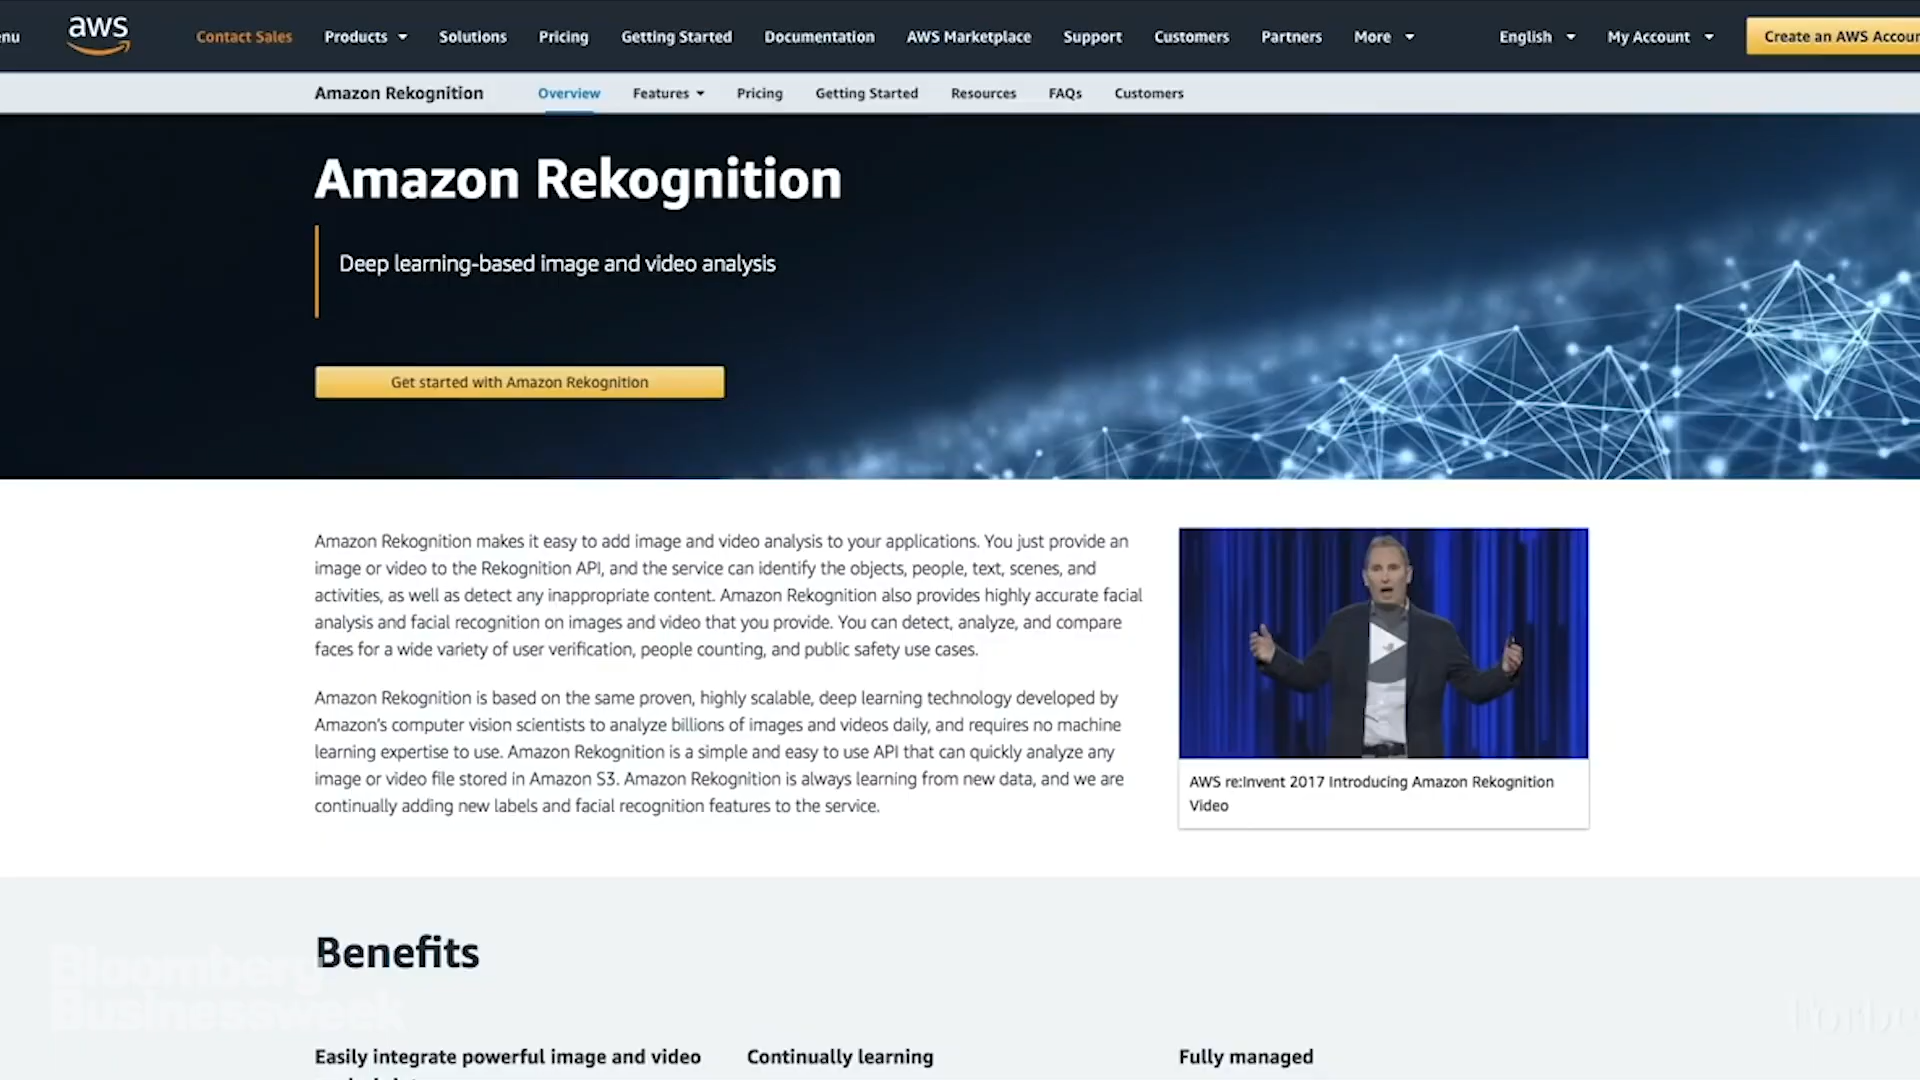 aws
Contact Sales Products Solutions Pricing Getting Started Documentation AWS Marketplace Support Customers Partners More English My Account Create an AWS
Amazon Rekognition Overview Features Pricing Getting Started Resources FAQs Customers
Amazon Rekognition
Deep learning-based image and video analysis
Get started with Amazon Rekognition
Amazon Rekognition makes it easy to add image and video analysis to your applications. You just provide an
image or video to the Rekognition API, and the service can identify the objects, people, text, scenes, and
activities, as well as detect any inappropriate content. Amazon Rekognition also provides highly accurate facial
analysis and facial recognition on images and video that you provide. You can detect, analyze, and compare
faces for a wide variety of user verification, people counting, and public safety use cases.
Amazon Rekognition is based on the same proven, highly scalable, deep learning technology developed by
Amazon's computer vision scientists to analyze billions of images and videos daily, and requires no machine
learning expertise to use. Amazon Rekognition is a simple and easy to use API that can quickly analyze any
image or video file stored in Amazon S3. Amazon Rekognition is always learning from new data, and we are
continually adding new labels and facial recognition features to the service.
AWS re:Invent 2017 Introducing Amazon Rekognition
Video
Benefits
Bloomberg
Businessweek
Easily integrate powerful image and video
Continually learning
Fully managed